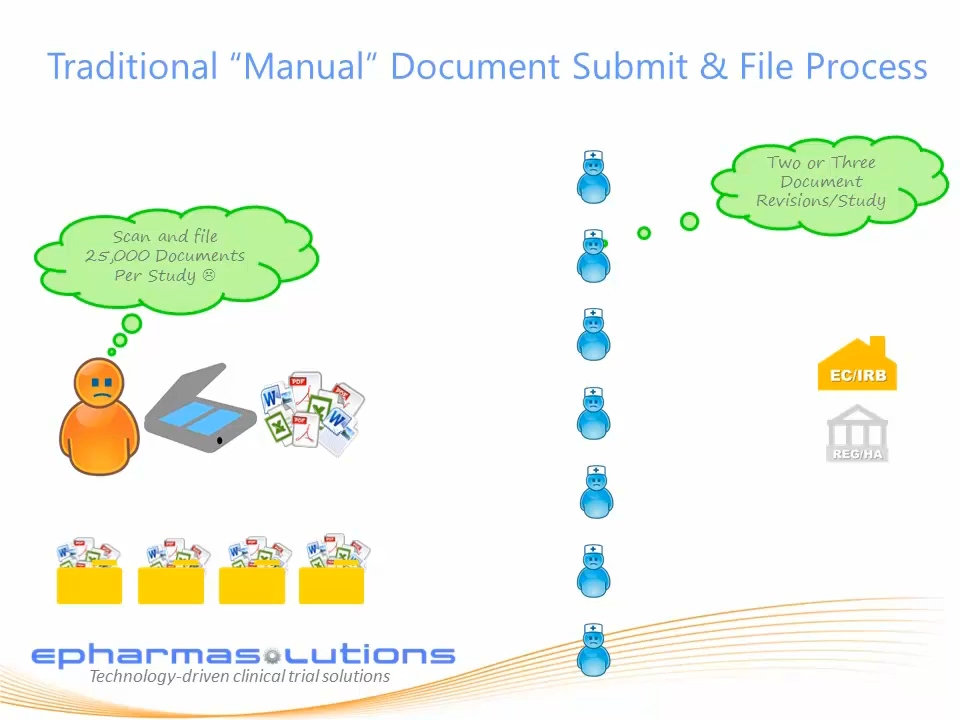 Traditional “Manual” Document Submit & File Process
Two or Three
Document
Revisions/Study
Scan and file
25,000 Documents
Per Study ☹
EC/IRB
REG/HA
PDF
W
PDF
X
W
PDF
X
epharmasolutions
Technology-driven clinical trial solutions